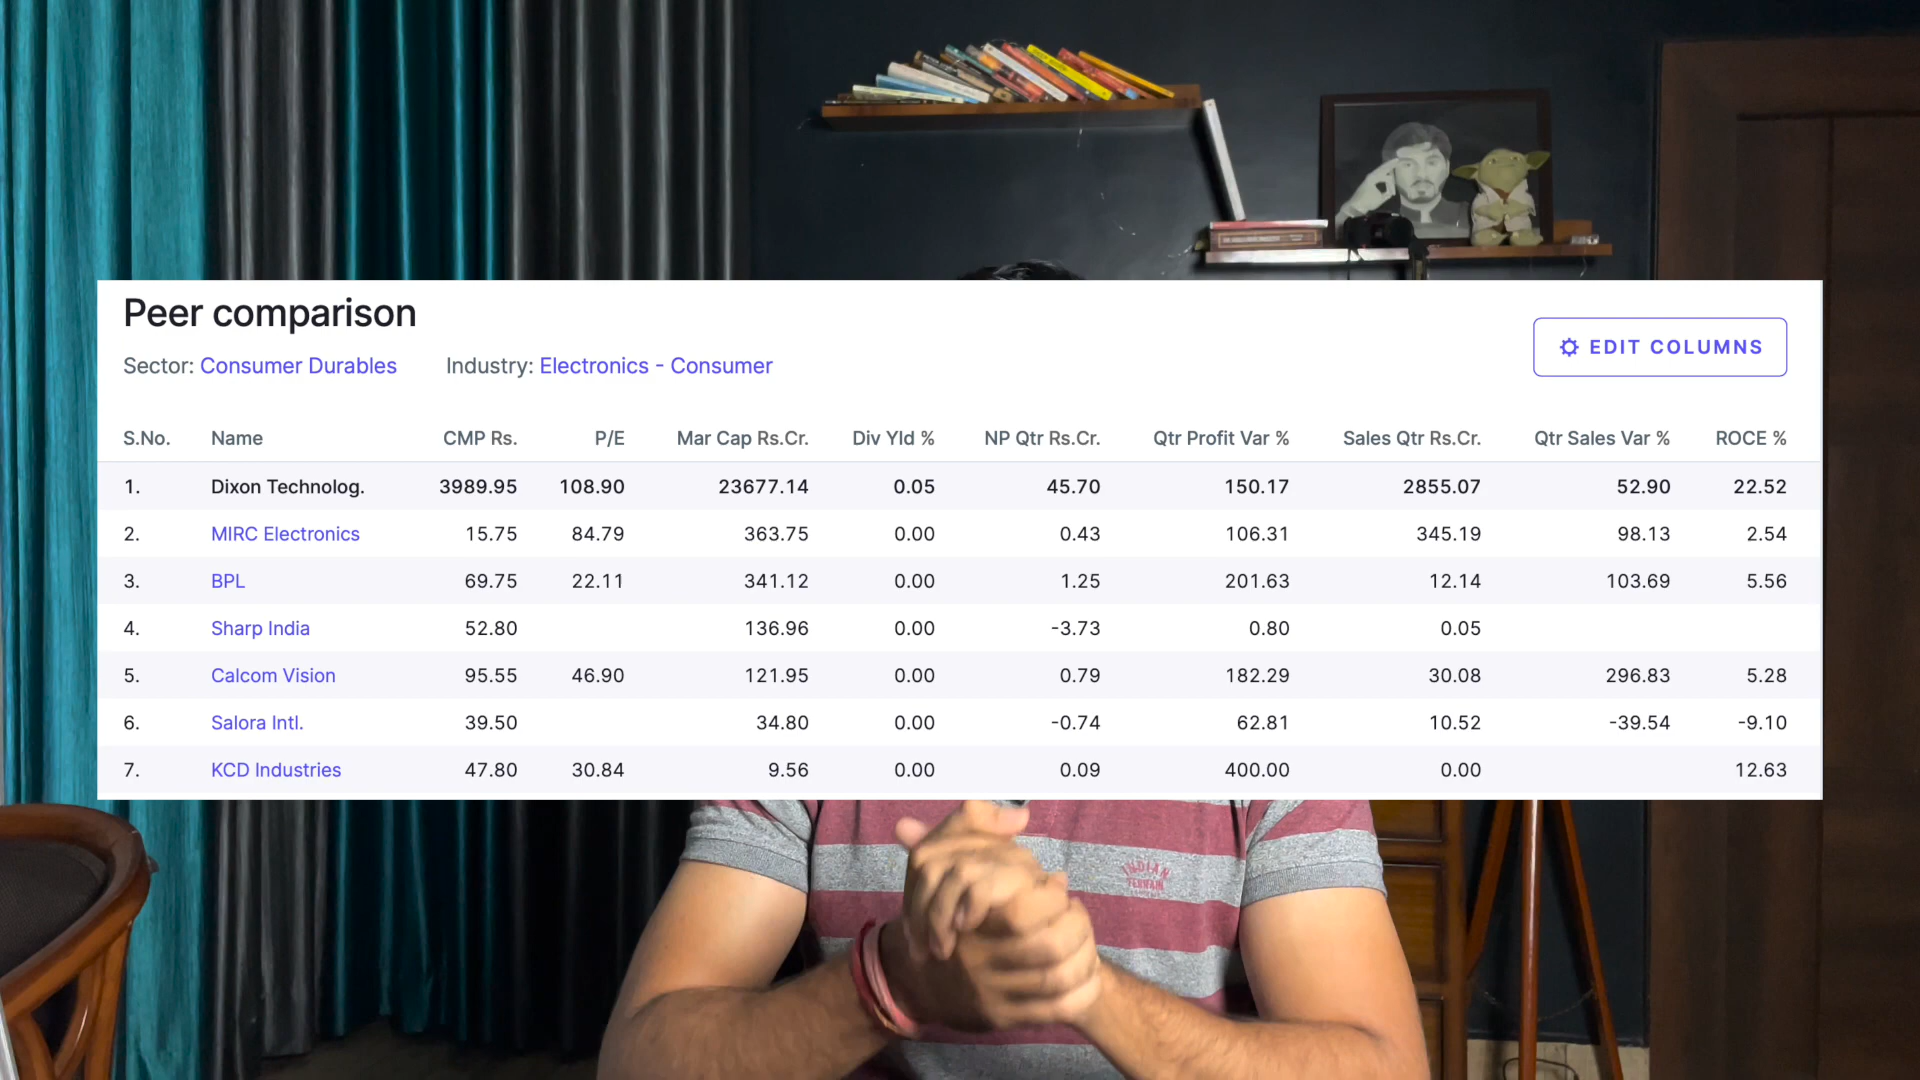 Peer comparison
Sector: Consumer Durables Industry: Electronics - Consumer
EDIT COLUMNS
S.No. Name CMP Rs. P/E Mar Cap Rs.Cr. Div Yld % NP Qtr Rs.Cr. Qtr Profit Var % Sales Qtr Rs.Cr. Qtr Sales Var % ROCE %
1. Dixon Technolog. 3989.95 108.90 23677.14 0.05 45.70 150.17 2855.07 52.90 22.52
2. MIRC Electronics 15.75 84.79 363.75 0.00 0.43 106.31 345.19 98.13 2.54
3. BPL 69.75 22.11 341.12 0.00 1.25 201.63 12.14 103.69 5.56
4. Sharp India 52.80 136.96 0.00 -3.73 0.80 0.05
5. Calcom Vision 95.55 46.90 121.95 0.00 0.79 182.29 30.08 296.83 5.28
6. Salora Intl. 39.50 34.80 0.00 -0.74 62.81 10.52 -39.54 -9.10
7. KCD Industries 47.80 30.84 9.56 0.00 0.09 400.00 0.00 12.63
INDIAN
TERRAIN